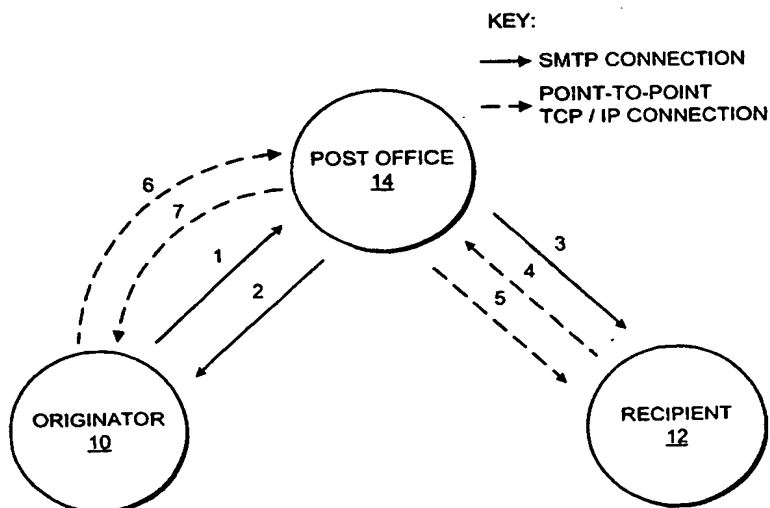 KEY:
SMTP CONNECTION
POINT-TO-POINT
TCP / IP CONNECTION
POST OFFICE
14
6
7
1
2
3
4
5
ORIGINATOR
10
RECIPIENT
12